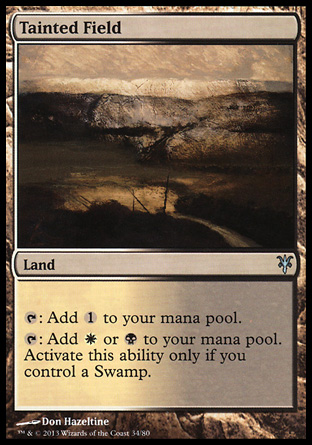 Tainted Field
Land
: Add 1 to your mana pool.
: Add or to your mana pool.
Activate this ability only if you
control a Swamp.
Don Hazeltine
™ & © 2013 Wizards of the Coast 34/80